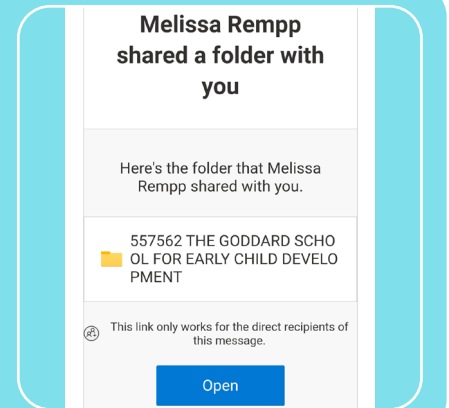 Melissa Rempp
shared a folder with
you
Here's the folder that Melissa
Rempp shared with you.
557562 THE GODDARD SCHO
OL FOR EARLY CHILD DEVELO
PMENT
This link only works for the direct recipients of
this message.
Open